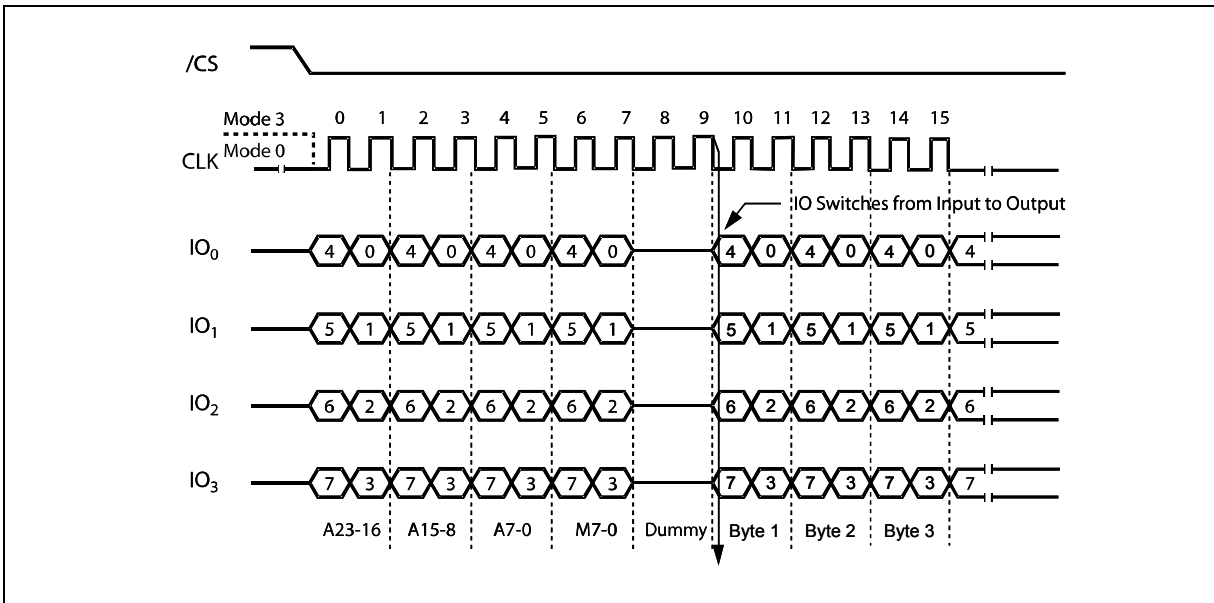 /CS
Mode 3
0 1 2 3 4 5 6 7 8 9 10 11 12 13 14 15
CLK
Mode 0
IO Switches from Input to Output
IO0 4 0 4 0 4 0 4 0 4 0 4 0 4 0 4
IO1 5 1 5 1 5 1 5 1 5 1 5 1 5 1 5
IO2 6 2 6 2 6 2 6 2 6 2 6 2 6 2 6
IO3 7 3 7 3 7 3 7 3 7 3 7 3 7 3 7
A23-16 A15-8 A7-0 M7-0 Dummy Byte 1 Byte 2 Byte 3